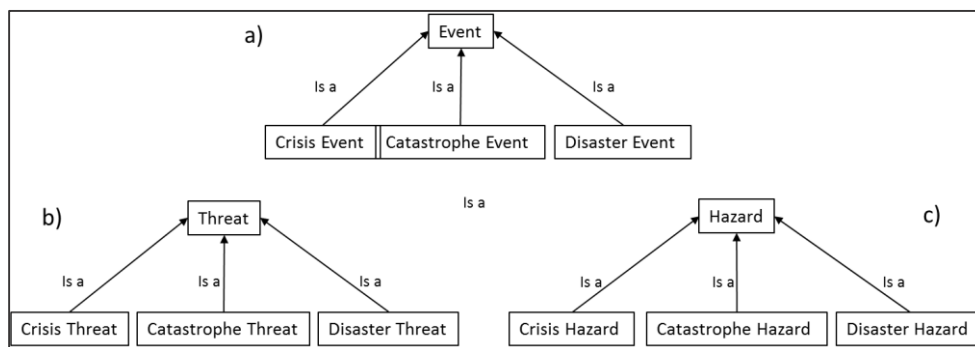 a)
Event
Is a
Is a
Is a
Crisis Event
Catastrophe Event
Disaster Event
Is a
b)
Threat
Is a
Is a
Is a
Crisis Threat
Catastrophe Threat
Disaster Threat
c)
Hazard
Is a
Is a
Is a
Crisis Hazard
Catastrophe Hazard
Disaster Hazard